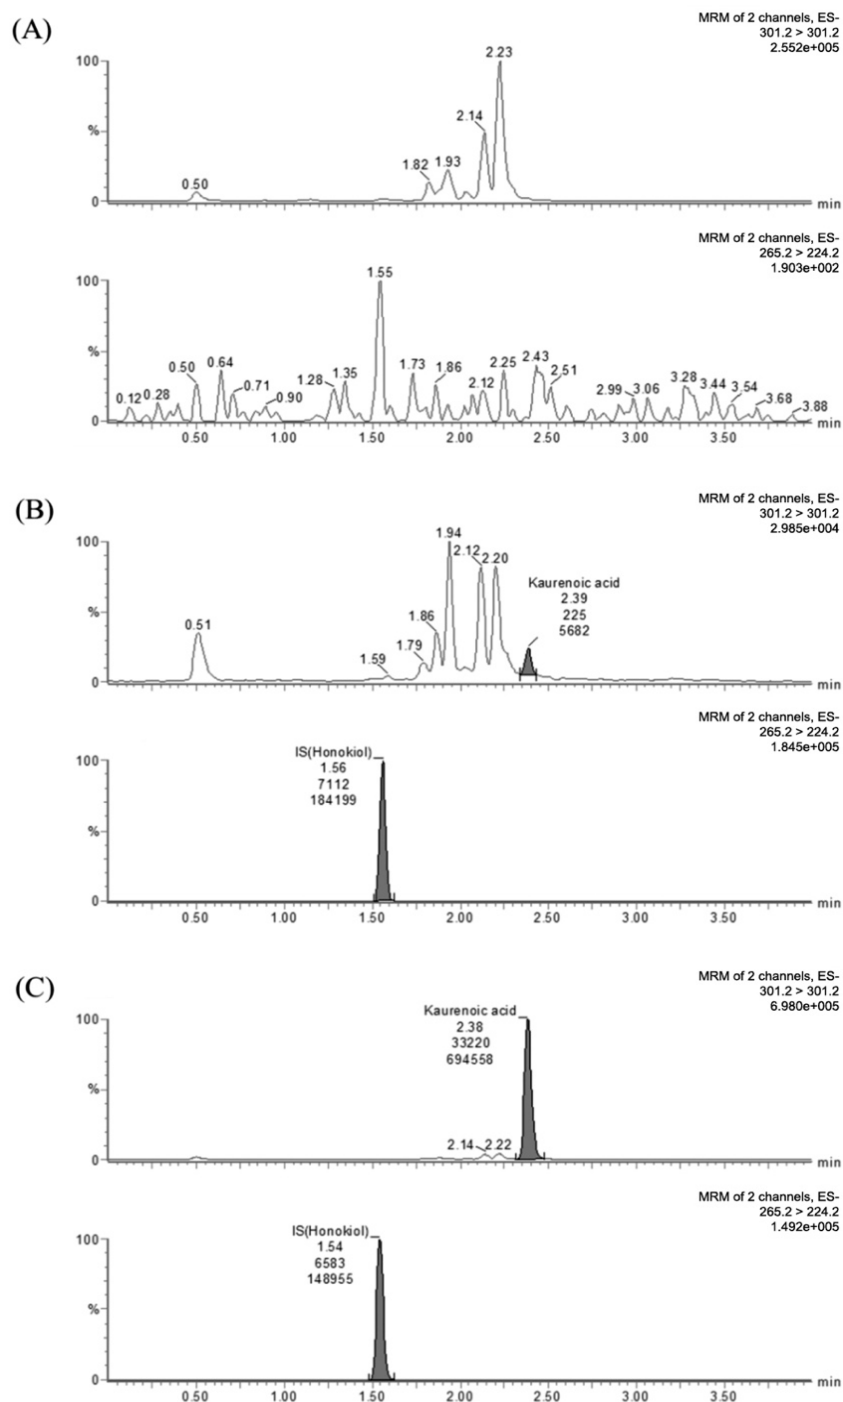 (A)
MRM of 2 channels, ES-
301.2 > 301.2
2.552e+005
100
%
0
0.50
1.82
1.93
2.14
2.23
min
MRM of 2 channels, ES-
265.2 > 224.2
1.903e+002
100
%
0
0.12
0.28
0.50
0.64
0.71
0.90
1.28
1.35
1.55
1.73
1.86
2.12
2.25
2.43
2.51
2.99
3.06
3.28
3.44
3.54
3.68
3.88
min
0.50 1.00 1.50 2.00 2.50 3.00 3.50
(B)
MRM of 2 channels, ES-
301.2 > 301.2
2.985e+004
100
%
0
0.51
1.59
1.79
1.86
1.94
2.12
2.20
Kaurenoic acid
2.39
225
5682
min
MRM of 2 channels, ES-
265.2 > 224.2
1.845e+005
100
%
0
IS(Honokiol)
1.56
7112
184199
min
0.50 1.00 1.50 2.00 2.50 3.00 3.50
(C)
MRM of 2 channels, ES-
301.2 > 301.2
6.980e+005
100
%
0
Kaurenoic acid
2.38
33220
694558
2.14
2.22
min
MRM of 2 channels, ES-
265.2 > 224.2
1.492e+005
100
%
0
IS(Honokiol)
1.54
6583
148955
min
0.50 1.00 1.50 2.00 2.50 3.00 3.50